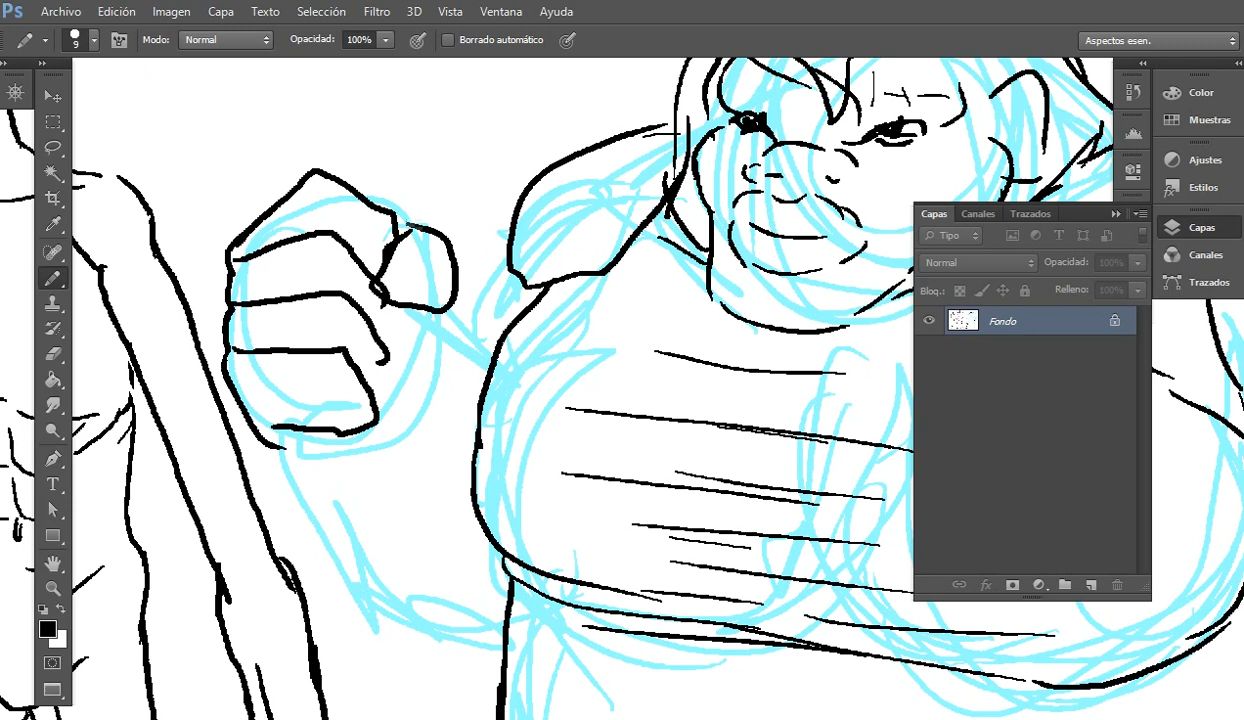 Ps Archivo Edición Imagen Capa Texto Selección Filtro 3D Vista Ventana Ayuda
9 Modo: Normal Opacidad: 100% Borrado automático Aspectos esen.
Color
Muestras
Ajustes
Estilos
Capas
Canales
Trazados
Capas Canales Trazados
Tipo
Normal Opacidad: 100%
Bloq.: Relleno: 100%
Fondo